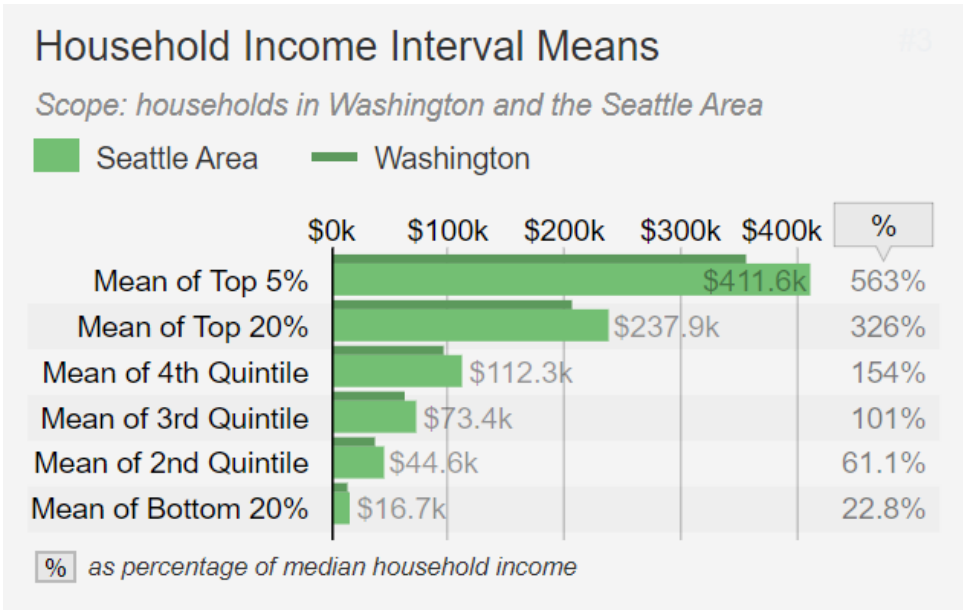 Household Income Interval Means
#3
Scope: households in Washington and the Seattle Area
Seattle Area Washington
$0k $100k $200k $300k $400k %
Mean of Top 5% $411.6k 563%
Mean of Top 20% $237.9k 326%
Mean of 4th Quintile $112.3k 154%
Mean of 3rd Quintile $73.4k 101%
Mean of 2nd Quintile $44.6k 61.1%
Mean of Bottom 20% $16.7k 22.8%
% as percentage of median household income